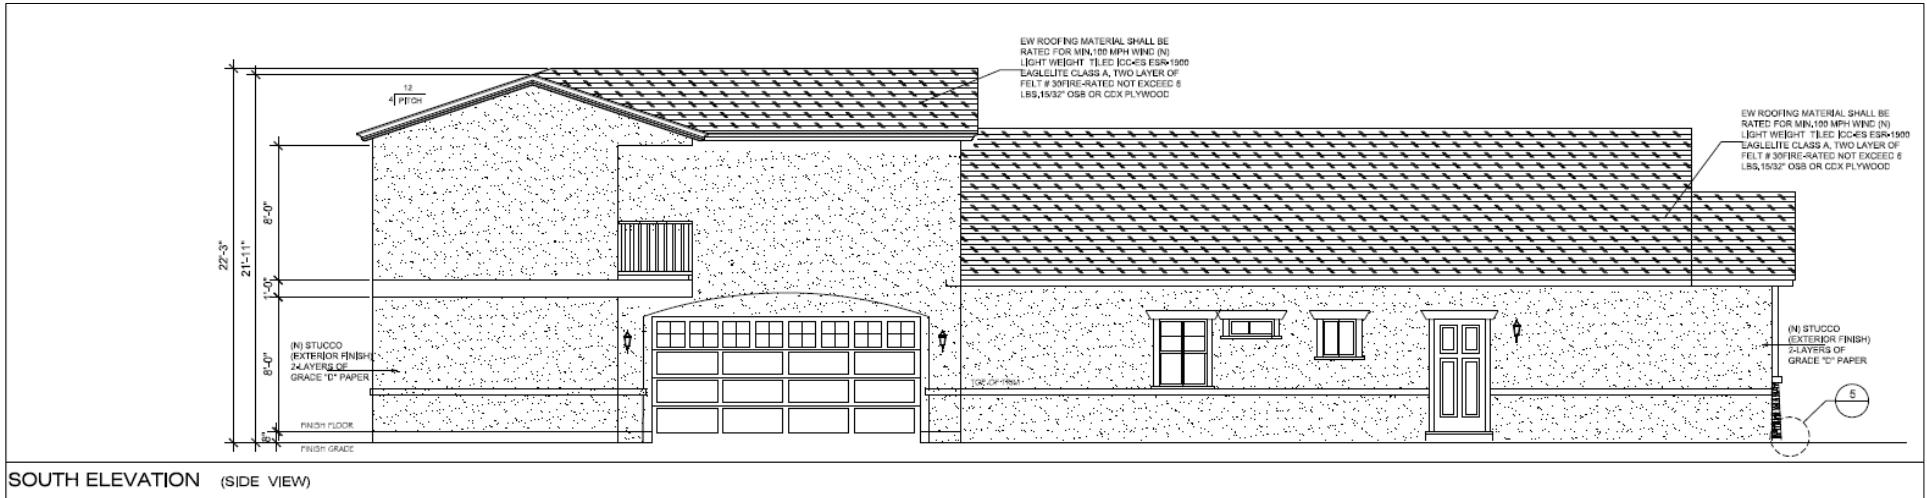 EW ROOFING MATERIAL SHALL BE
RATED FOR MIN.100 MPH WIND (N)
LIGHT WEIGHT TILED ICC-ES ESR-1900
EAGLELITE CLASS A, TWO LAYER OF
FELT # 30FIRE-RATED NOT EXCEED 6
LBS,15/32" OSB OR CDX PLYWOOD
12
4 PITCH
EW ROOFING MATERIAL SHALL BE
RATED FOR MIN.100 MPH WIND (N)
LIGHT WEIGHT TILED ICC-ES ESR-1900
EAGLELITE CLASS A, TWO LAYER OF
FELT # 30FIRE-RATED NOT EXCEED 6
LBS,15/32" OSB OR CDX PLYWOOD
22'-3"
21'-11"
8'-0"
1'-0"
8'-0"
8"
(N) STUCCO
(EXTERIOR FINISH)
2-LAYERS OF
GRADE "D" PAPER
(N) STUCCO
(EXTERIOR FINISH)
2-LAYERS OF
GRADE "D" PAPER
TOP OF TRIM
5
FINISH FLOOR
FINISH GRADE
SOUTH ELEVATION (SIDE VIEW)